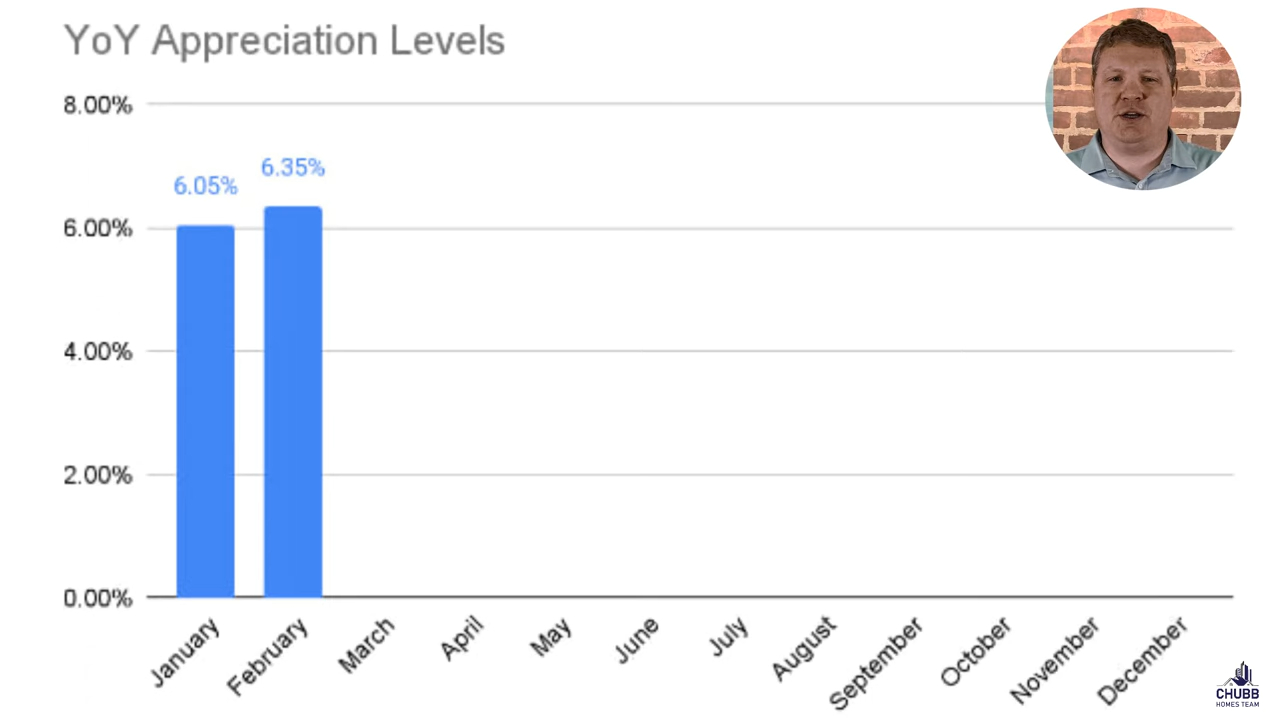 YoY Appreciation Levels
8.00%
6.35%
6.05%
6.00%
4.00%
2.00%
0.00%
January
February
March
April
May
June
July
August
September
October
November
December
CHUBB
HOMES TEAM